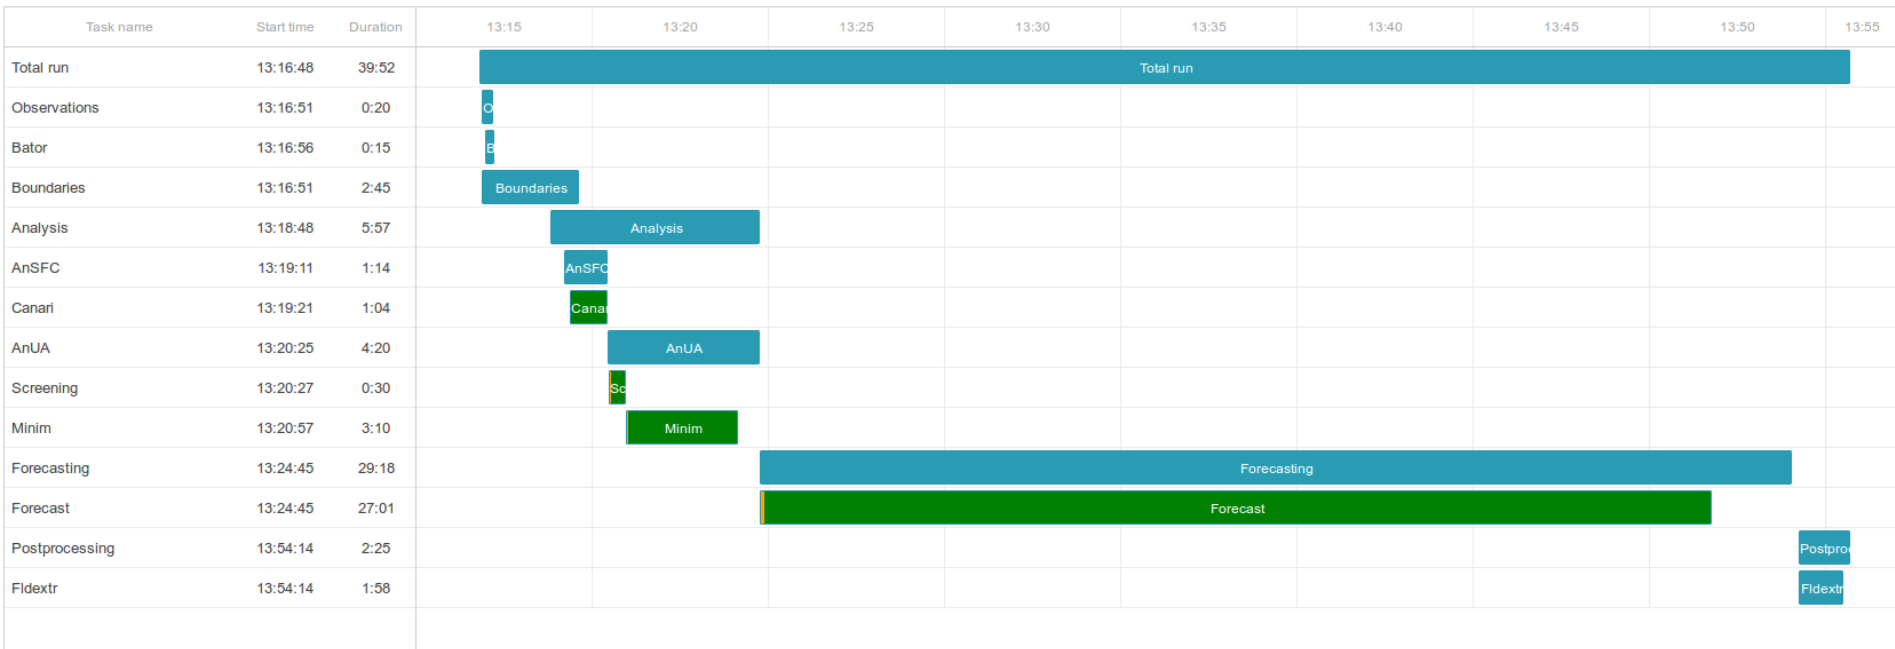 Task name Start time Duration 13:15 13:20 13:25 13:30 13:35 13:40 13:45 13:50 13:55
Total run 13:16:48 39:52 Total run
Observations 13:16:51 0:20 O
Bator 13:16:56 0:15 B
Boundaries 13:16:51 2:45 Boundaries
Analysis 13:18:48 5:57 Analysis
AnSFC 13:19:11 1:14 AnSFC
Canari 13:19:21 1:04 Canar
AnUA 13:20:25 4:20 AnUA
Screening 13:20:27 0:30 Sc
Minim 13:20:57 3:10 Minim
Forecasting 13:24:45 29:18 Forecasting
Forecast 13:24:45 27:01 Forecast
Postprocessing 13:54:14 2:25 Postproc
Fldextr 13:54:14 1:58 Fldextr